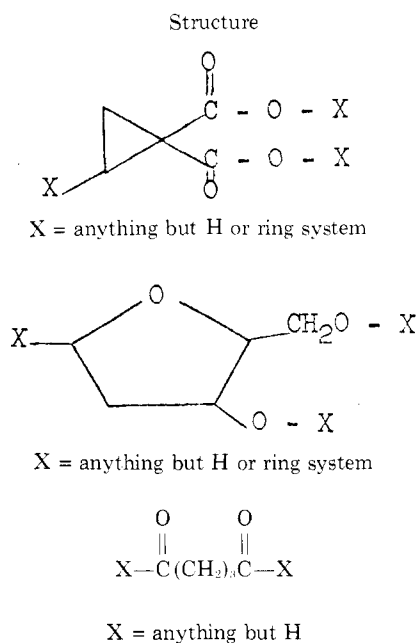 Structure
O
C - O - X
C - O - X
O
X
X = anything but H or ring system
O
X
CH₂O - X
O - X
X = anything but H or ring system
O O
X—C(CH₂)₃C—X
X = anything but H